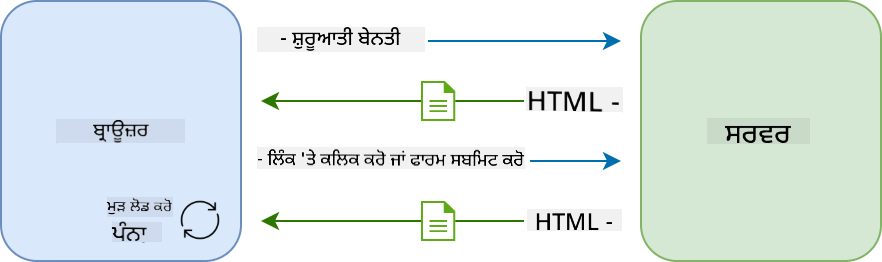 - ਸ਼ੁਰੂਆਤੀ ਬੇਨਤੀ
HTML -
ਬ੍ਰਾਊਜ਼ਰ
ਸਰਵਰ
- ਲਿੰਕ 'ਤੇ ਕਲਿਕ ਕਰੋ ਜਾਂ ਫਾਰਮ ਸਬਮਿਟ ਕਰੋ
ਮੁੜ ਲੋਡ ਕਰੋ
ਪੰਨਾ
HTML -